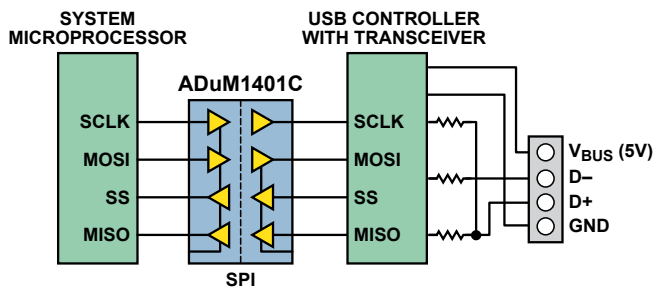 SYSTEM
MICROPROCESSOR
USB CONTROLLER
WITH TRANSCEIVER
ADuM1401C
SCLK
MOSI
SS
MISO
SCLK
MOSI
SS
MISO
VBUS (5V)
D–
D+
GND
SPI